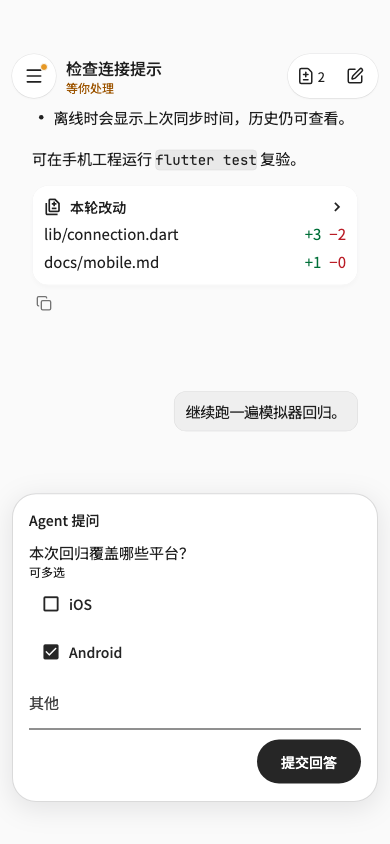 检查连接提示
等你处理
2
• 离线时会显示上次同步时间，历史仍可查看。
可在手机工程运行 flutter test 复验。
本轮改动
lib/connection.dart +3 −2
docs/mobile.md +1 −0
继续跑一遍模拟器回归。
Agent 提问
本次回归覆盖哪些平台？
可多选
iOS
Android
其他
提交回答